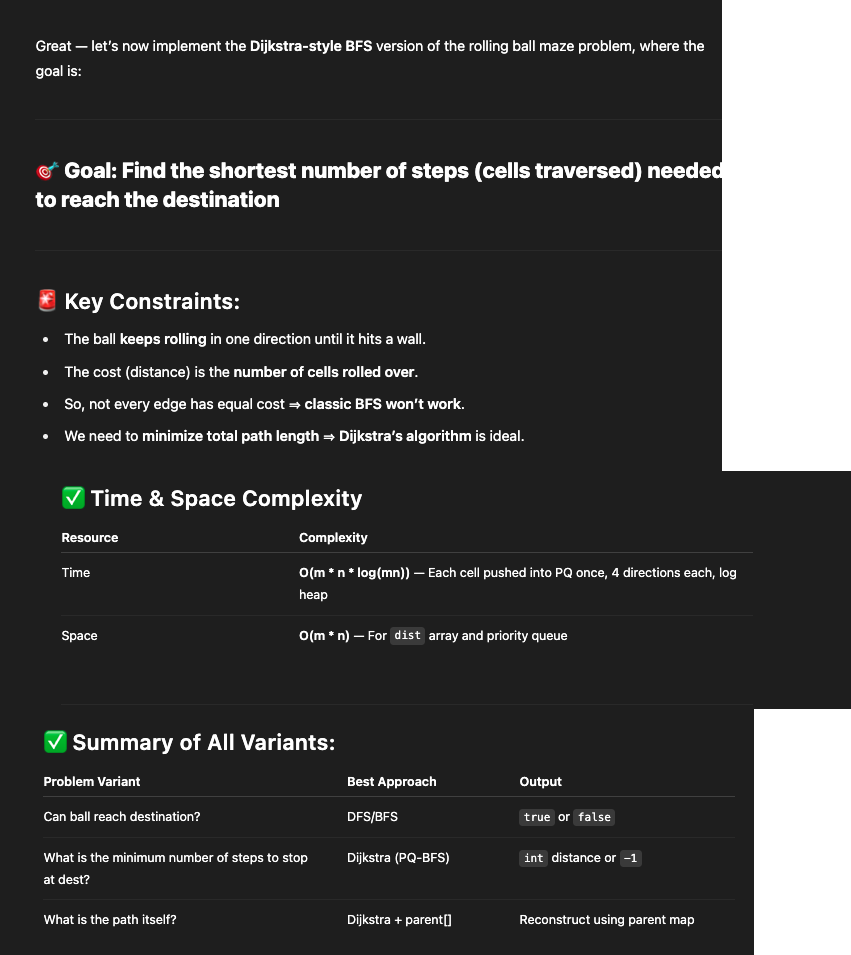 Great — let's now implement the Dijkstra-style BFS version of the rolling ball maze problem, where the
goal is:
🎯 Goal: Find the shortest number of steps (cells traversed) needed
to reach the destination
🚨 Key Constraints:
• The ball keeps rolling in one direction until it hits a wall.
• The cost (distance) is the number of cells rolled over.
• So, not every edge has equal cost ⇒ classic BFS won't work.
• We need to minimize total path length ⇒ Dijkstra's algorithm is ideal.
✅ Time & Space Complexity
Resource Complexity
Time O(m * n * log(mn)) — Each cell pushed into PQ once, 4 directions each, log
heap
Space O(m * n) — For dist array and priority queue
✅ Summary of All Variants:
Problem Variant Best Approach Output
Can ball reach destination? DFS/BFS true or false
What is the minimum number of steps to stop Dijkstra (PQ-BFS) int distance or -1
at dest?
What is the path itself? Dijkstra + parent[] Reconstruct using parent map